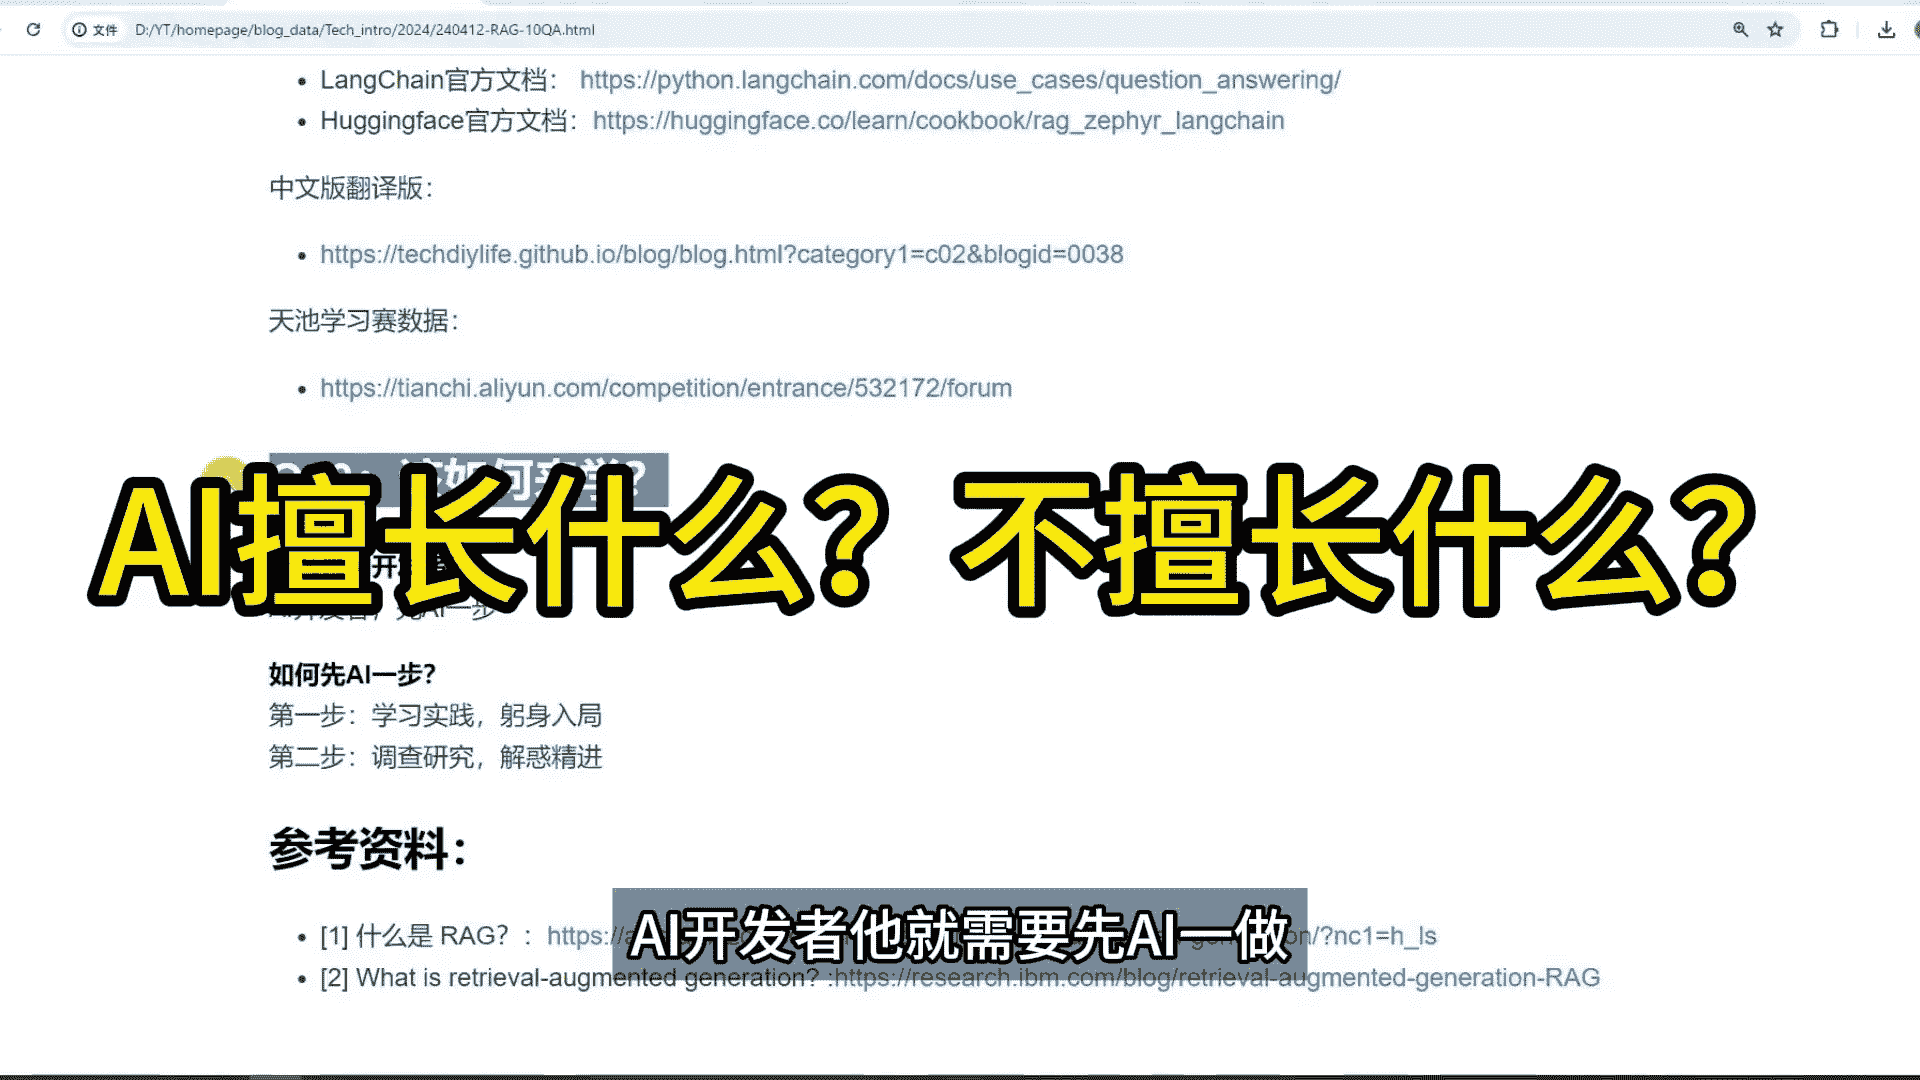 文件 D:/YT/homepage/blog_data/Tech_intro/2024/240412-RAG-10QA.html
LangChain官方文档： https://python.langchain.com/docs/use_cases/question_answering/
Huggingface官方文档：https://huggingface.co/learn/cookbook/rag_zephyr_langchain
中文版翻译版：
https://techdiylife.github.io/blog/blog.html?category1=c02&blogid=0038
天池学习赛数据：
https://tianchi.aliyun.com/competition/entrance/532172/forum
如何来学？
AI擅长什么？不擅长什么？
如何先AI一步？
第一步：学习实践，躬身入局
第二步：调查研究，解惑精进
参考资料：
[1] 什么是 RAG？ ： https:// /?nc1=h_ls
AI开发者他就需要先AI一做
[2] What is retrieval-augmented generation? :https://research.ibm.com/blog/retrieval-augmented-generation-RAG